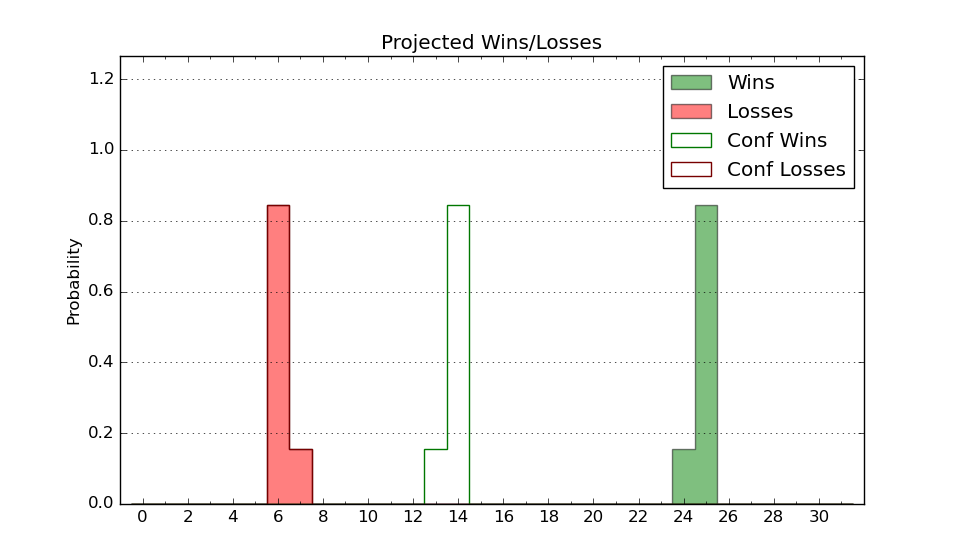 Projected Wins/Losses
1.2
1.0
0.8
0.6
0.4
0.2
0.0
Probability
Wins
Losses
Conf Wins
Conf Losses
0 2 4 6 8 10 12 14 16 18 20 22 24 26 28 30